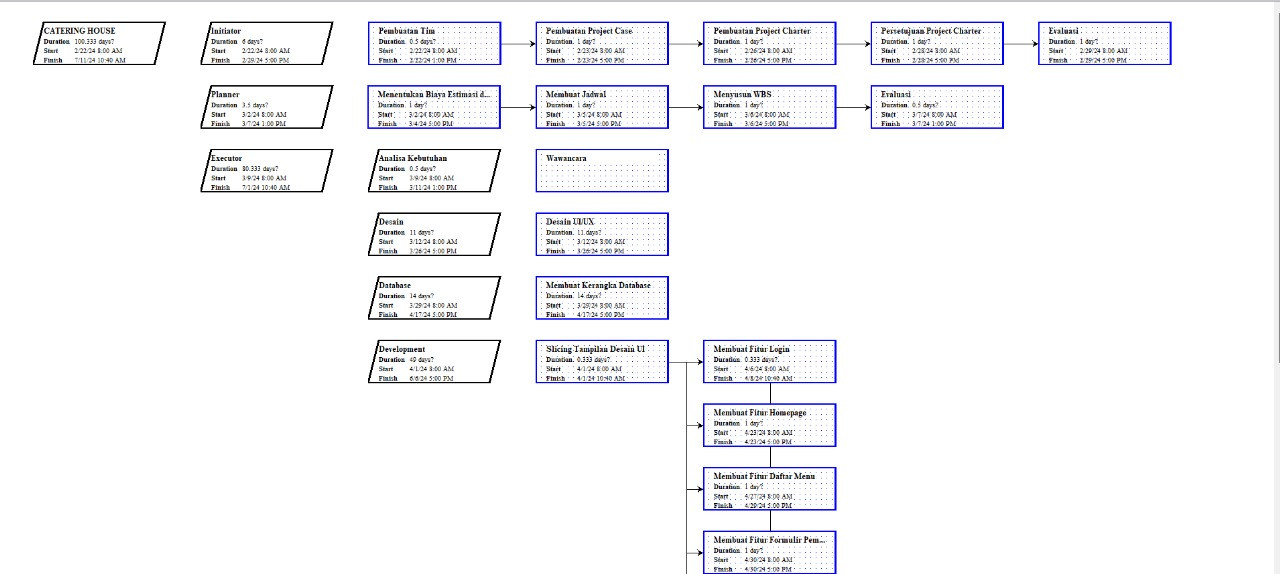 CATERING HOUSE
Duration 100.333 days?
Start 2/22/24 8:00 AM
Finish 7/11/24 10:40 AM
Initiator
Duration 6 days?
Start 2/22/24 8:00 AM
Finish 2/29/24 5:00 PM
Pembuatan Tim
Duration 0.5 days?
Start 2/22/24 8:00 AM
Finish 2/22/24 1:00 PM
Pembuatan Project Case
Duration 1 day?
Start 2/23/24 8:00 AM
Finish 2/23/24 5:00 PM
Pembuatan Project Charter
Duration 1 day?
Start 2/26/24 8:00 AM
Finish 2/26/24 5:00 PM
Persetujuan Project Charter
Duration 1 day?
Start 2/28/24 8:00 AM
Finish 2/28/24 5:00 PM
Evaluasi
Duration 1 day?
Start 2/29/24 8:00 AM
Finish 2/29/24 5:00 PM
Planner
Duration 3.5 days?
Start 3/2/24 8:00 AM
Finish 3/7/24 1:00 PM
Menentukan Biaya Estimasi d...
Duration 1 day?
Start 3/2/24 8:00 AM
Finish 3/4/24 5:00 PM
Membuat Jadwal
Duration 1 day?
Start 3/5/24 8:00 AM
Finish 3/5/24 5:00 PM
Menyusun WBS
Duration 1 day?
Start 3/6/24 8:00 AM
Finish 3/6/24 5:00 PM
Evaluasi
Duration 0.5 days?
Start 3/7/24 8:00 AM
Finish 3/7/24 1:00 PM
Executor
Duration 80.333 days?
Start 3/9/24 8:00 AM
Finish 7/1/24 10:40 AM
Analisa Kebutuhan
Duration 0.5 days?
Start 3/9/24 8:00 AM
Finish 3/11/24 1:00 PM
Wawancara
Desain
Duration 11 days?
Start 3/12/24 8:00 AM
Finish 3/26/24 5:00 PM
Desain UI/UX
Duration 11 days?
Start 3/12/24 8:00 AM
Finish 3/26/24 5:00 PM
Database
Duration 14 days?
Start 3/29/24 8:00 AM
Finish 4/17/24 5:00 PM
Membuat Kerangka Database
Duration 14 days?
Start 3/29/24 8:00 AM
Finish 4/17/24 5:00 PM
Development
Duration 49 days?
Start 4/1/24 8:00 AM
Finish 6/6/24 5:00 PM
Slicing Tampilan Desain UI
Duration 0.333 days?
Start 4/1/24 8:00 AM
Finish 4/1/24 10:40 AM
Membuat Fitur Login
Duration 0.333 days?
Start 4/6/24 8:00 AM
Finish 4/8/24 10:40 AM
Membuat Fitur Homepage
Duration 1 day?
Start 4/23/24 8:00 AM
Finish 4/23/24 5:00 PM
Membuat Fitur Daftar Menu
Duration 1 day?
Start 4/27/24 8:00 AM
Finish 4/29/24 5:00 PM
Membuat Fitur Formulir Pem...
Duration 1 day?
Start 4/30/24 8:00 AM
Finish 4/30/24 5:00 PM